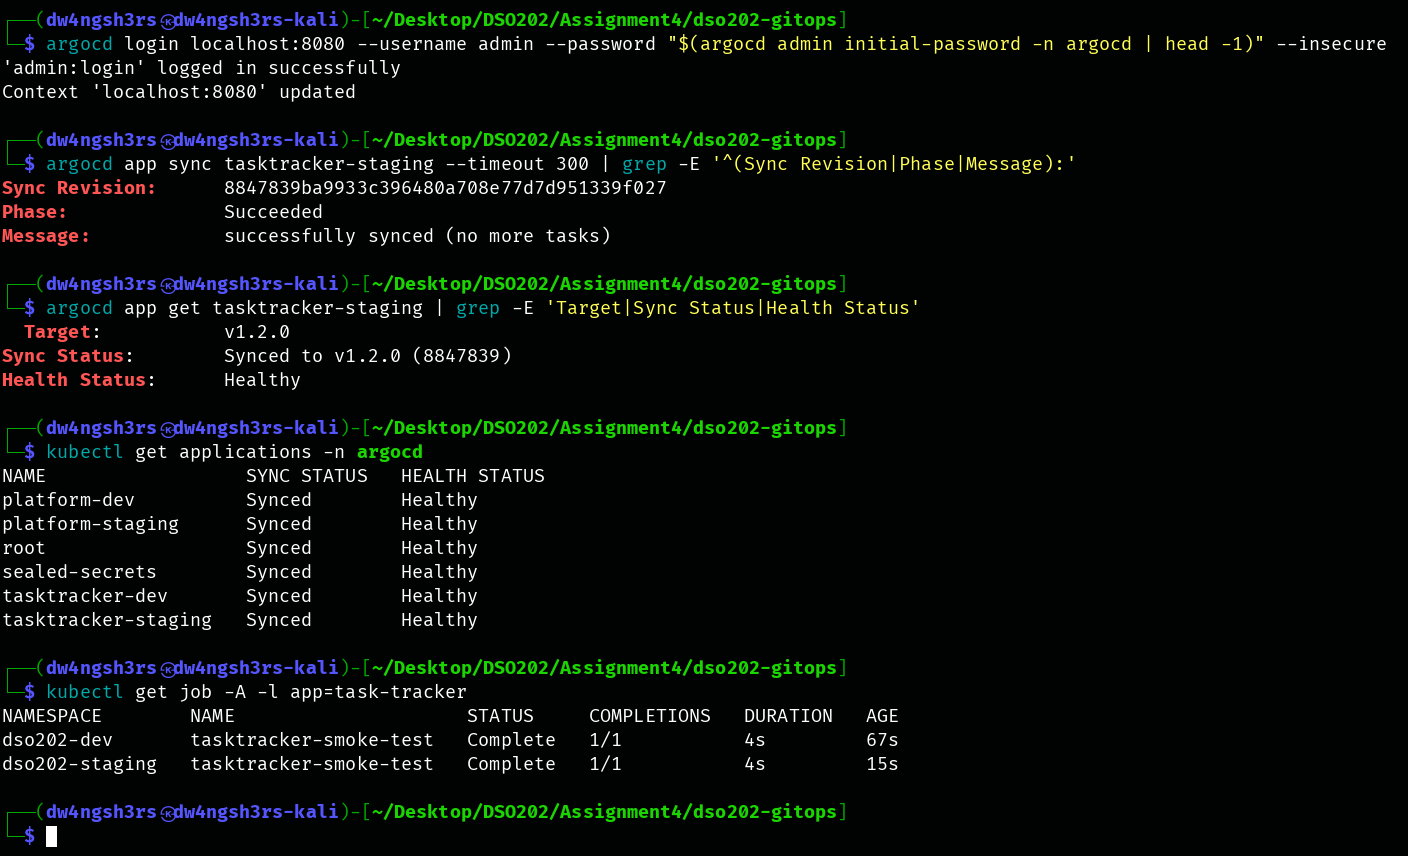 ┌──(dw4ngsh3rs㉿dw4ngsh3rs-kali)-[~/Desktop/DSO202/Assignment4/dso202-gitops]
└─$ argocd login localhost:8080 --username admin --password "$(argocd admin initial-password -n argocd | head -1)" --insecure
'admin:login' logged in successfully
Context 'localhost:8080' updated
┌──(dw4ngsh3rs㉿dw4ngsh3rs-kali)-[~/Desktop/DSO202/Assignment4/dso202-gitops]
└─$ argocd app sync tasktracker-staging --timeout 300 | grep -E '^(Sync Revision|Phase|Message):'
Sync Revision:      8847839ba9933c396480a708e77d7d951339f027
Phase:              Succeeded
Message:            successfully synced (no more tasks)
┌──(dw4ngsh3rs㉿dw4ngsh3rs-kali)-[~/Desktop/DSO202/Assignment4/dso202-gitops]
└─$ argocd app get tasktracker-staging | grep -E 'Target|Sync Status|Health Status'
  Target:           v1.2.0
Sync Status:        Synced to v1.2.0 (8847839)
Health Status:      Healthy
┌──(dw4ngsh3rs㉿dw4ngsh3rs-kali)-[~/Desktop/DSO202/Assignment4/dso202-gitops]
└─$ kubectl get applications -n argocd
NAME                  SYNC STATUS   HEALTH STATUS
platform-dev          Synced        Healthy
platform-staging      Synced        Healthy
root                  Synced        Healthy
sealed-secrets        Synced        Healthy
tasktracker-dev       Synced        Healthy
tasktracker-staging   Synced        Healthy
┌──(dw4ngsh3rs㉿dw4ngsh3rs-kali)-[~/Desktop/DSO202/Assignment4/dso202-gitops]
└─$ kubectl get job -A -l app=task-tracker
NAMESPACE        NAME                     STATUS     COMPLETIONS   DURATION   AGE
dso202-dev       tasktracker-smoke-test   Complete   1/1           4s         67s
dso202-staging   tasktracker-smoke-test   Complete   1/1           4s         15s
┌──(dw4ngsh3rs㉿dw4ngsh3rs-kali)-[~/Desktop/DSO202/Assignment4/dso202-gitops]
└─$